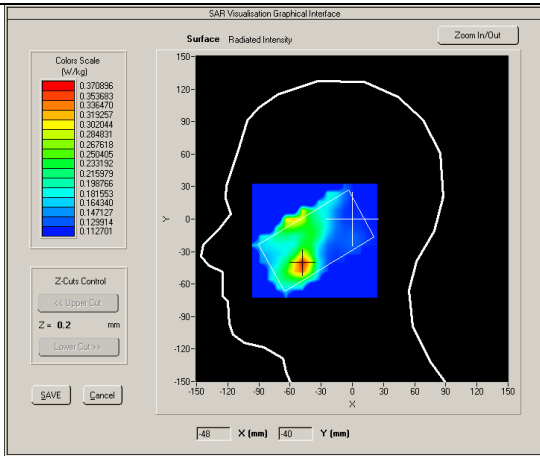 SAR Visualisation Graphical Interface
Surface Radiated Intensity
Zoom In/Out
Colors Scale
(W/kg)
0.370896
0.353683
0.336470
0.319257
0.302044
0.284831
0.267618
0.250405
0.233192
0.215979
0.198766
0.181553
0.164340
0.147127
0.129914
0.112701
Z-Cuts Control
<< Upper Cut
Z = 0.2 mm
Lower Cut >>
SAVE Cancel
150-
120-
90-
60-
30-
Y 0-
-30-
-60-
-90-
-120-
-150-
-150 -120 -90 -60 -30 0 30 60 90 120 150
X
-48 X (mm) -40 Y (mm)